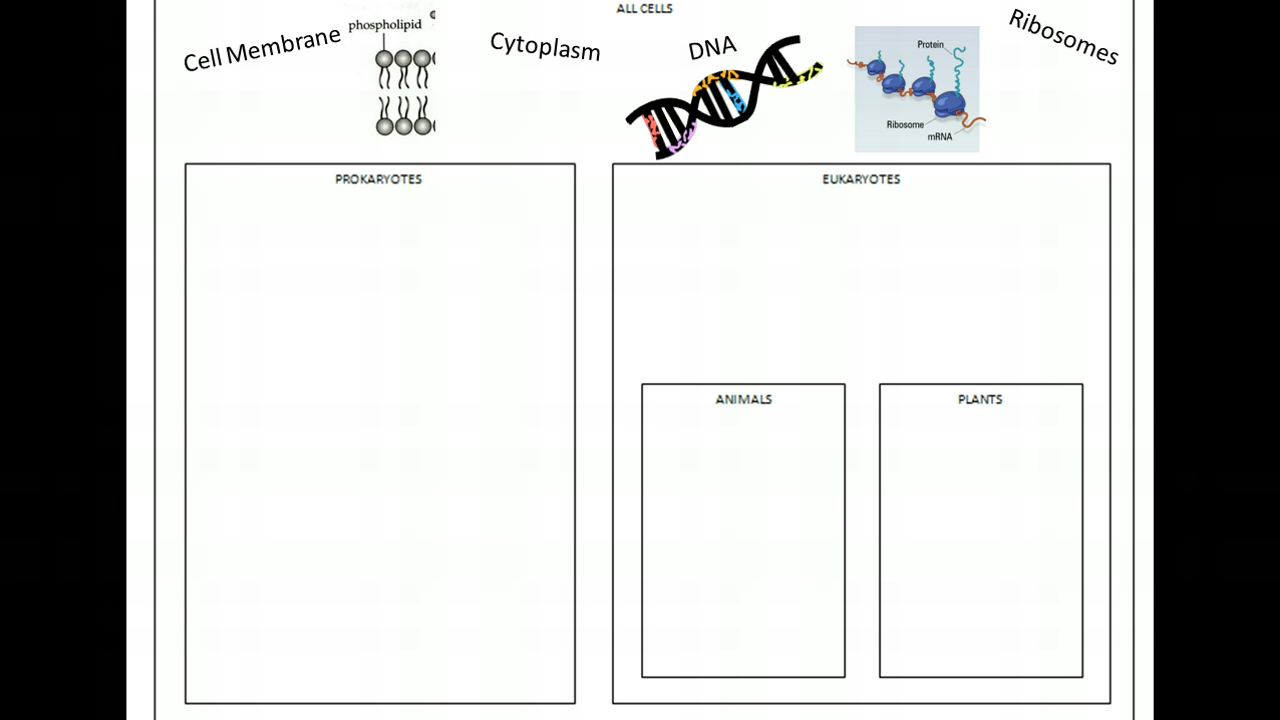 ALL CELLS
Cell Membrane
phospholipid
Cytoplasm
DNA
Protein
Ribosome
mRNA
Ribosomes
PROKARYOTES
EUKARYOTES
ANIMALS
PLANTS